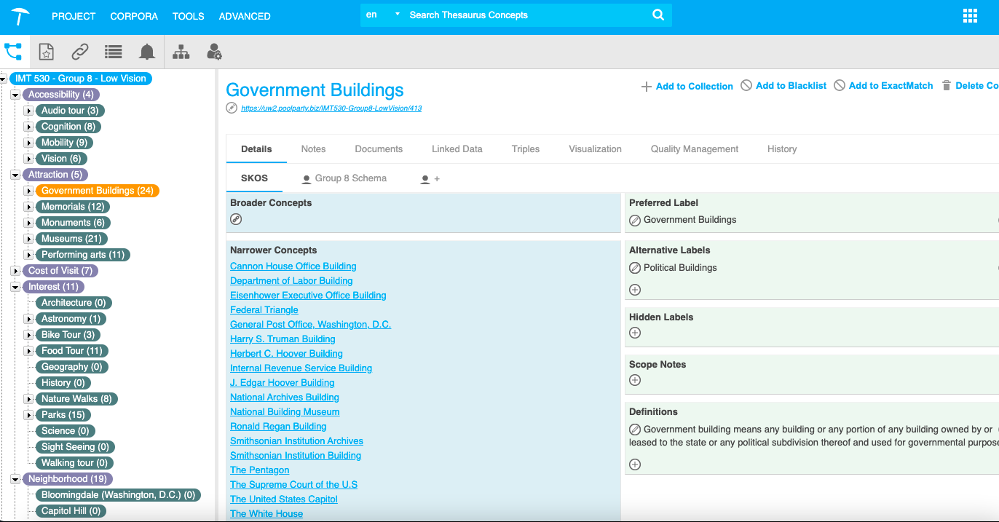 PROJECT CORPORA TOOLS ADVANCED en Search Thesaurus Concepts
IMT 530 - Group 8 - Low Vision
Accessibility (4)
Audio tour (3)
Cognition (8)
Mobility (9)
Vision (6)
Attraction (5)
Government Buildings (24)
Memorials (12)
Monuments (6)
Museums (21)
Performing arts (11)
Cost of Visit (7)
Interest (11)
Architecture (0)
Astronomy (1)
Bike Tour (3)
Food Tour (11)
Geography (0)
History (0)
Nature Walks (8)
Parks (15)
Science (0)
Sight Seeing (0)
Walking tour (0)
Neighborhood (19)
Bloomingdale (Washington, D.C.) (0)
Capitol Hill (0)
Government Buildings
Add to Collection Add to Blacklist Add to ExactMatch Delete Co
https://uw2.poolparty.biz/IMT530-Group8-LowVision/413
Details Notes Documents Linked Data Triples Visualization Quality Management History
SKOS Group 8 Schema +
Broader Concepts
Narrower Concepts
Cannon House Office Building
Department of Labor Building
Eisenhower Executive Office Building
Federal Triangle
General Post Office, Washington, D.C.
Harry S. Truman Building
Herbert C. Hoover Building
Internal Revenue Service Building
J. Edgar Hoover Building
National Archives Building
National Building Museum
Ronald Regan Building
Smithsonian Institution Archives
Smithsonian Institution Building
The Pentagon
The Supreme Court of the U.S
The United States Capitol
The White House
Preferred Label
Government Buildings
Alternative Labels
Political Buildings
Hidden Labels
Scope Notes
Definitions
Government building means any building or any portion of any building owned by or
leased to the state or any political subdivision thereof and used for governmental purpose